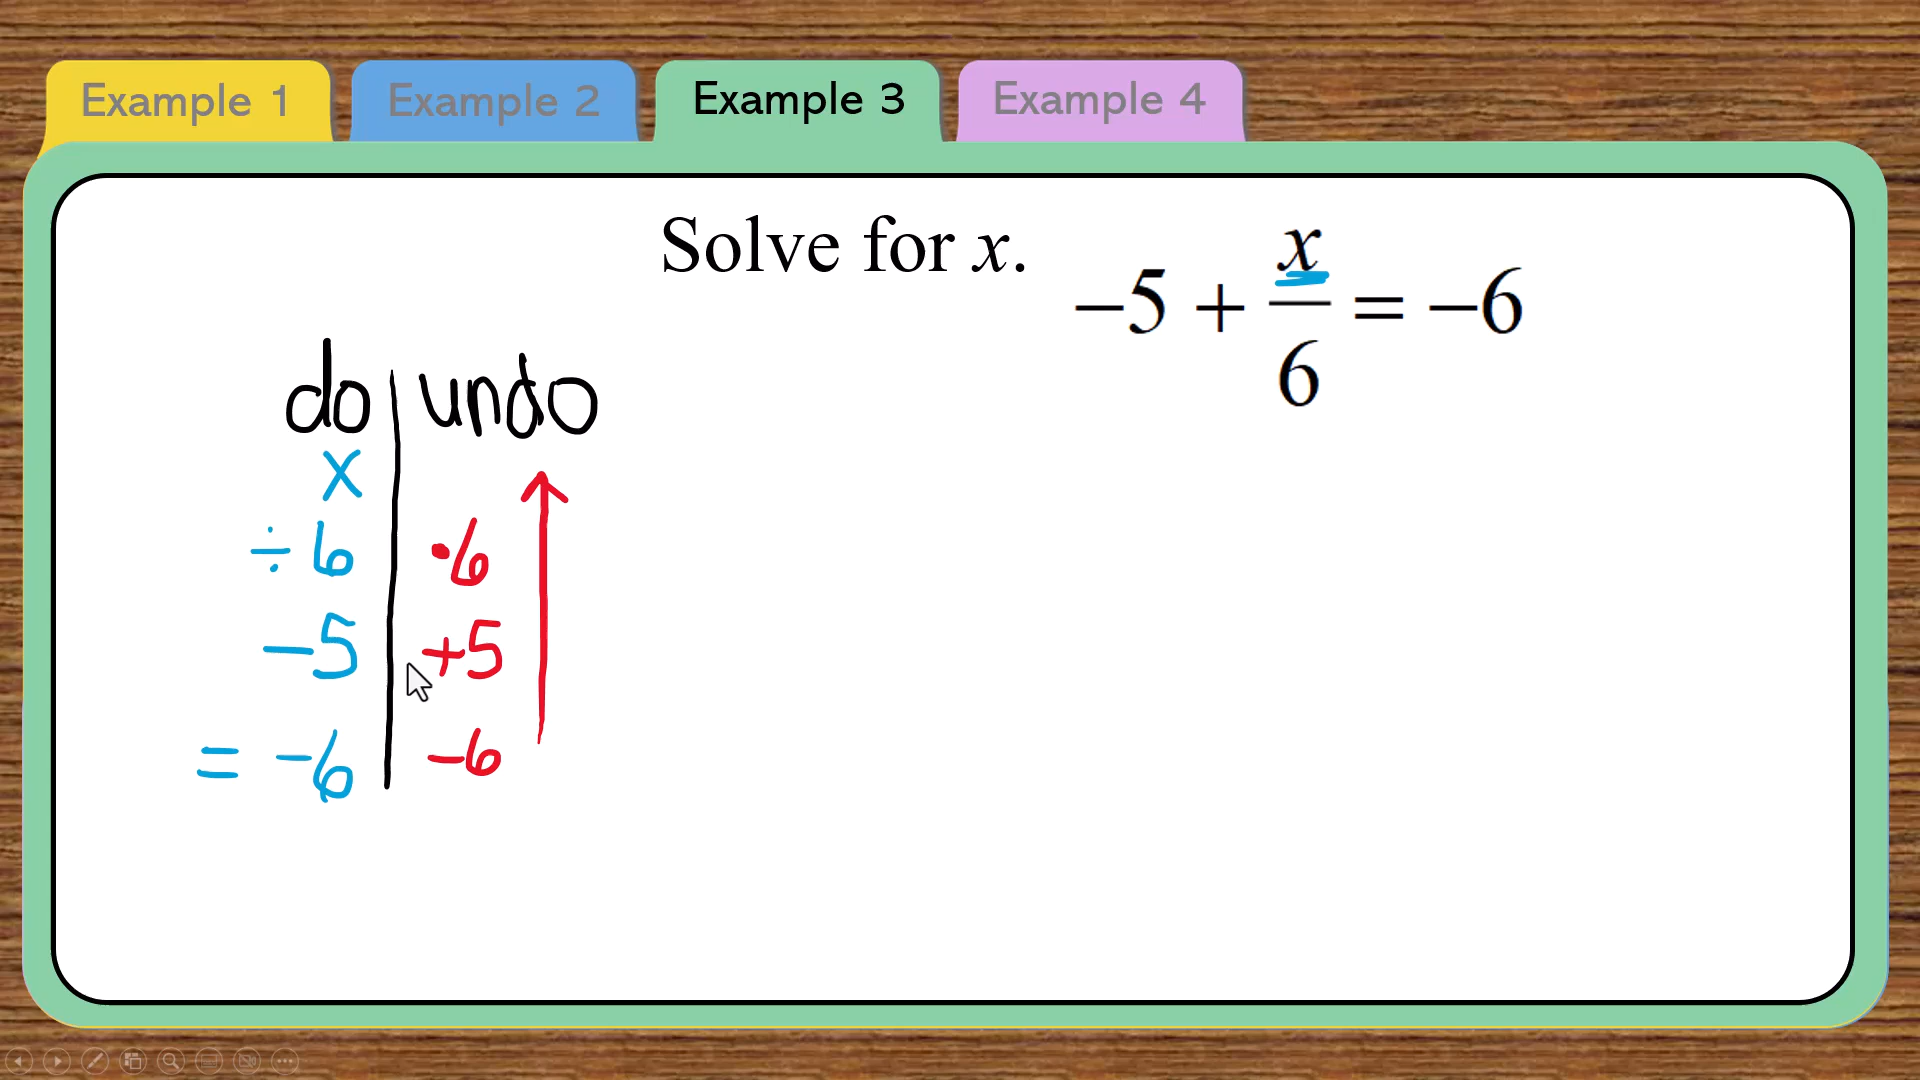 Example 1 Example 2 Example 3 Example 4
Solve for x. −5 + x/6 = −6
do undo
x
÷ 6 •6
−5 +5
= −6 −6